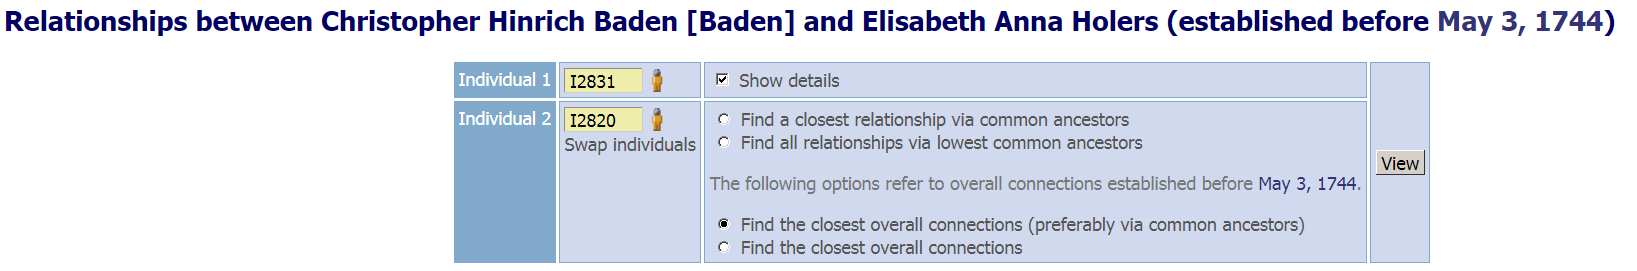 Relationships between Christopher Hinrich Baden [Baden] and Elisabeth Anna Holers (established before May 3, 1744)
Individual 1
I2831
Show details
Individual 2
I2820
Swap individuals
Find a closest relationship via common ancestors
Find all relationships via lowest common ancestors
The following options refer to overall connections established before May 3, 1744.
Find the closest overall connections (preferably via common ancestors)
Find the closest overall connections
View